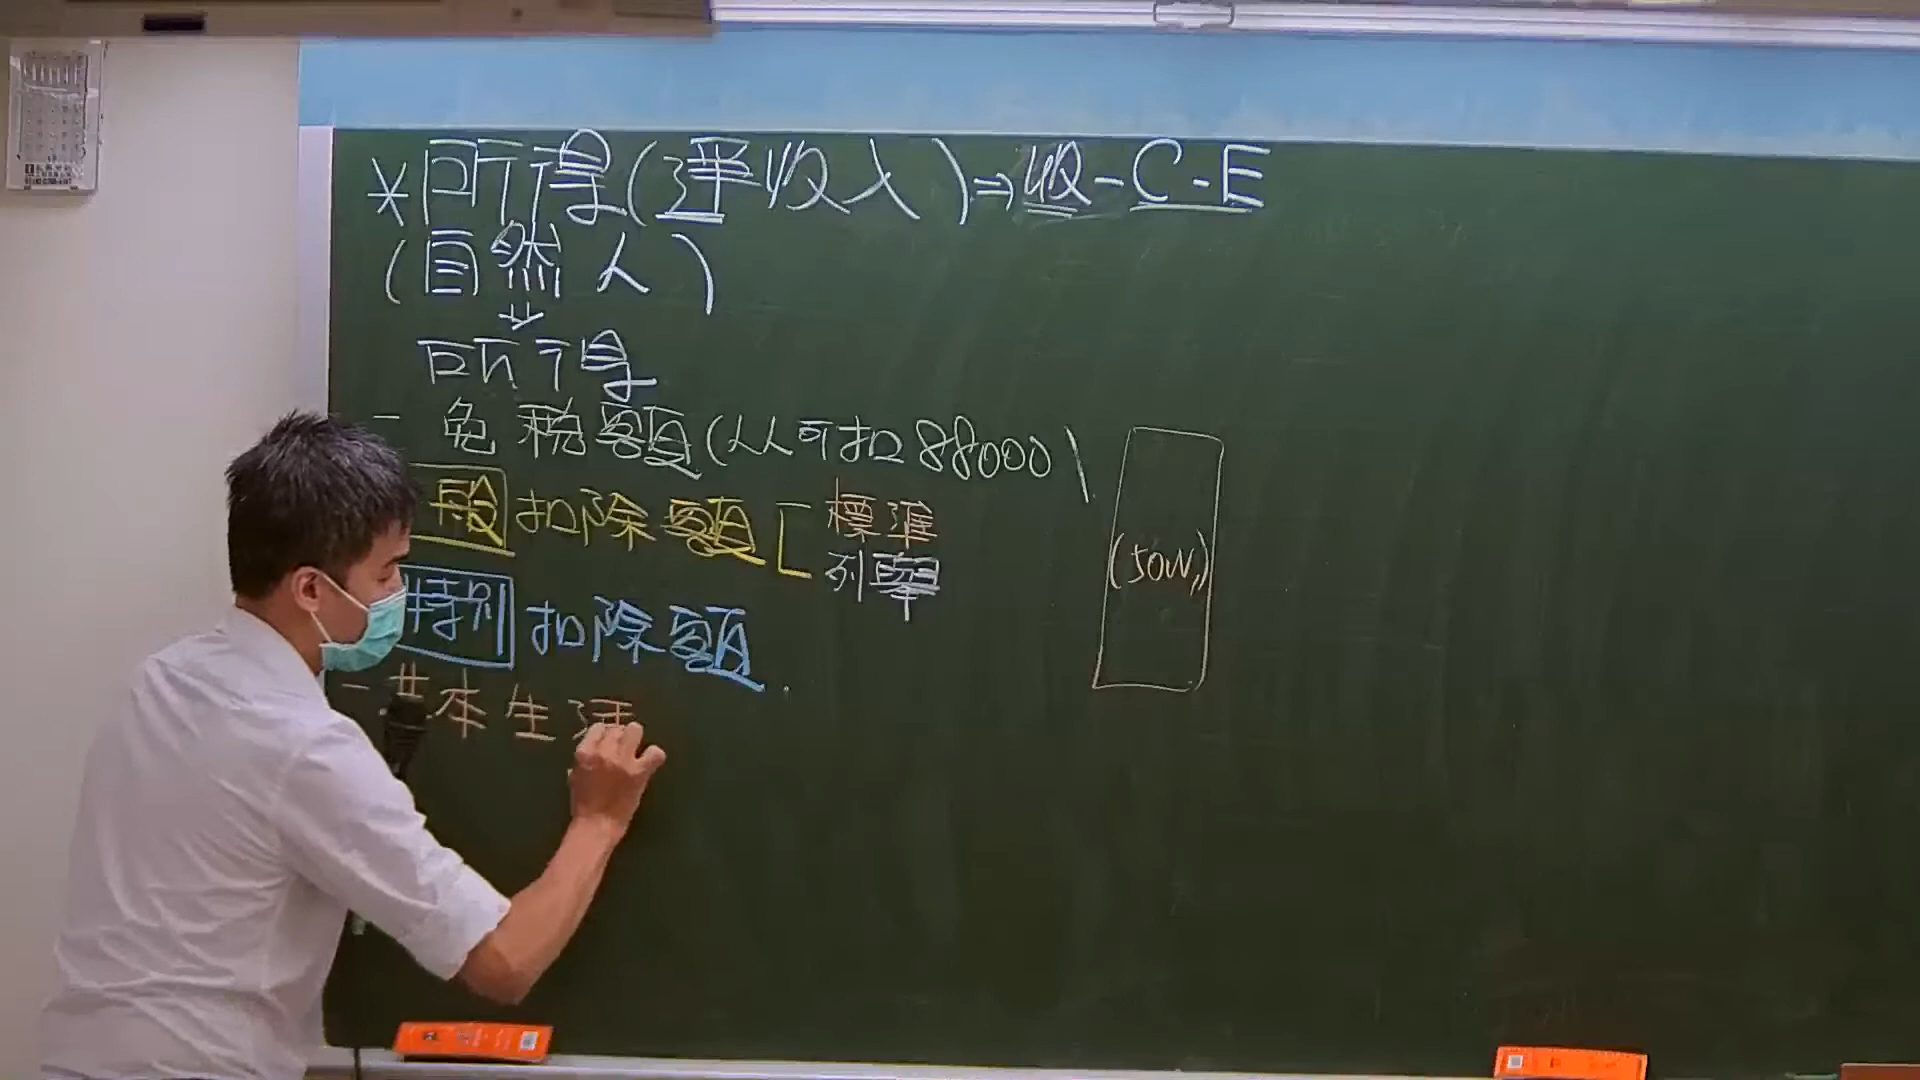 *所得(淨收入)⇒收-C-E
(自然人)
⇓
所得
- 免稅額(人人可扣88000
一般扣除額[標準
列舉
特別扣除額
(50W,)
-基本生活